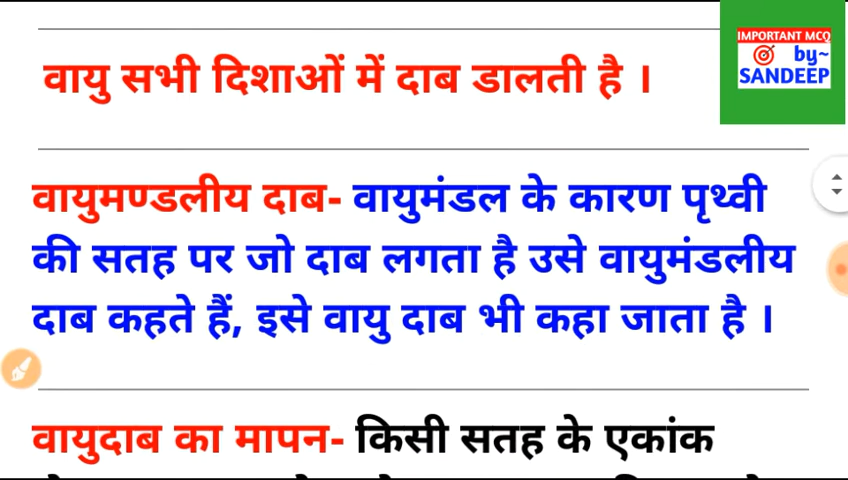 IMPORTANT MCQ
by~
SANDEEP
वायु सभी दिशाओं में दाब डालती है ।
वायुमण्डलीय दाब- वायुमंडल के कारण पृथ्वी
की सतह पर जो दाब लगता है उसे वायुमंडलीय
दाब कहते हैं, इसे वायु दाब भी कहा जाता है ।
वायुदाब का मापन- किसी सतह के एकांक